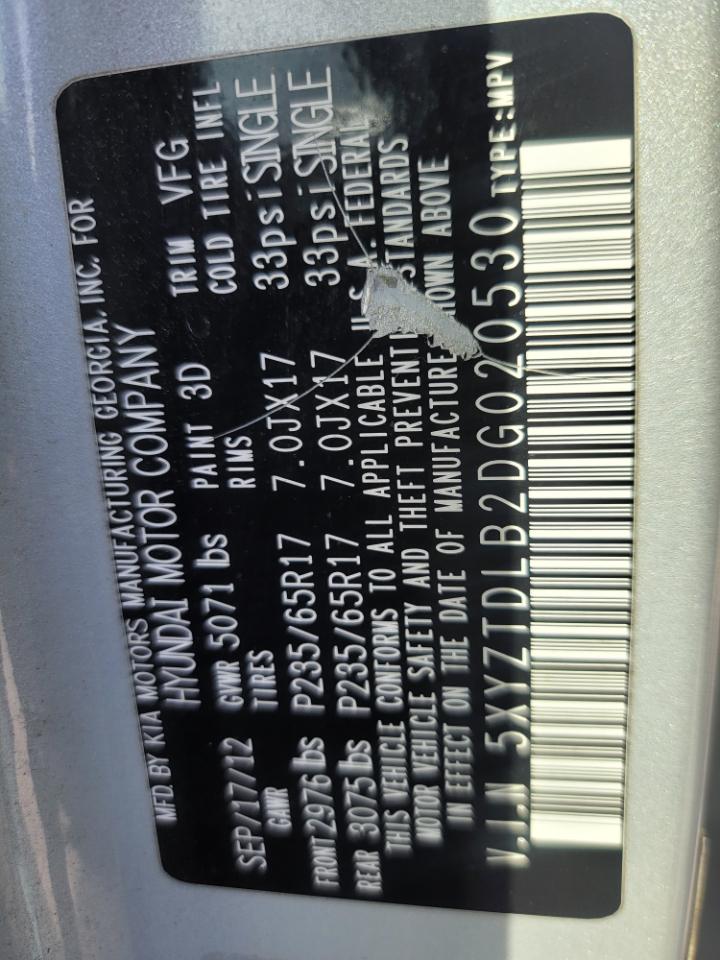 MFD. BY KIA MOTORS MANUFACTURING GEORGIA, INC. FOR
HYUNDAI MOTOR COMPANY
SEP/17/12 GVWR 5071 lbs PAINT 3D TRIM VFG
GAWR TIRES RIMS COLD TIRE INFL
FRONT 2976 lbs P235/65R17 7.0JX17 33psi SINGLE
REAR 3075 lbs P235/65R17 7.0JX17 33psi SINGLE
THIS VEHICLE CONFORMS TO ALL APPLICABLE U.S.A. FEDERAL
MOTOR VEHICLE SAFETY AND THEFT PREVENTI STANDARDS
IN EFFECT ON THE DATE OF MANUFACTURE HOWN ABOVE
V.I.N 5XYZTDLB2DG020530 TYPE:MPV